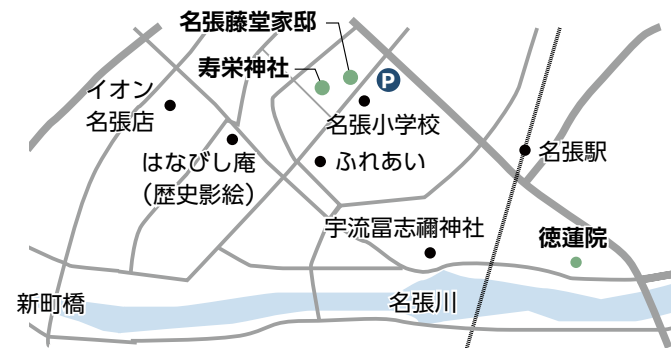 名張藤堂家邸
寿栄神社
P
イオン
名張店
名張小学校
はなびし庵
（歴史影絵）
ふれあい
名張駅
宇流冨志禰神社
徳蓮院
新町橋
名張川